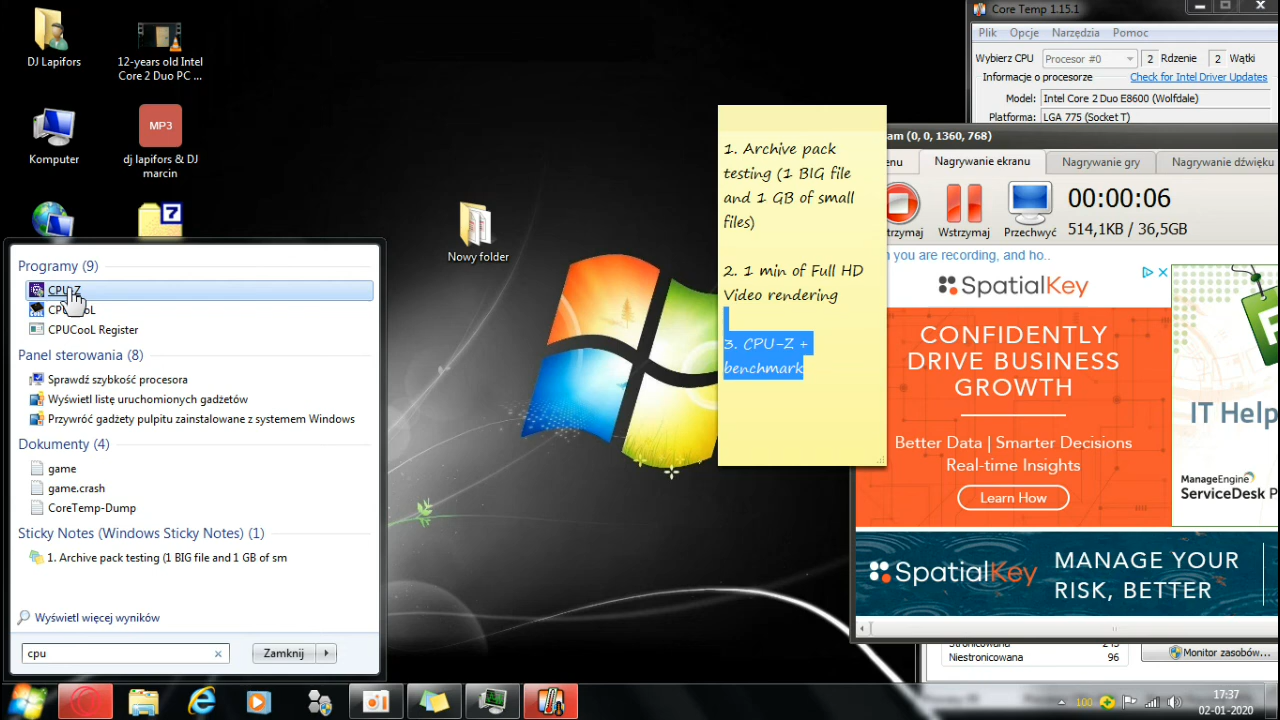 DJ Lapifors
12-years old Intel
Core 2 Duo PC ...
Komputer
MP3
dj lapifors & DJ
marcin
7
Nowy folder
Programy (9)
CPU-Z
CPUCooL
CPUCooL Register
Panel sterowania (8)
Sprawdź szybkość procesora
Wyświetl listę uruchomionych gadżetów
Przywróć gadżety pulpitu zainstalowane z systemem Windows
Dokumenty (4)
game
game.crash
CoreTemp-Dump
Sticky Notes (Windows Sticky Notes) (1)
1. Archive pack testing (1 BIG file and 1 GB of sm
Wyświetl więcej wyników
cpu
Zamknij
1. Archive pack
testing (1 BIG file
and 1 GB of small
files)
2. 1 min of Full HD
Video rendering
3. CPU-Z +
benchmark
Core Temp 1.15.1
Plik Opcje Narzędzia Pomoc
Wybierz CPU Procesor #0 2 Rdzenie 2 Wątki
Informacje o procesorze Check for Intel Driver Updates
Model: Intel Core 2 Duo E8600 (Wolfdale)
Platforma: LGA 775 (Socket T)
am (0, 0, 1360, 768)
enu Nagrywanie ekranu Nagrywanie gry Nagrywanie dźwięku
00:00:06
514,1KB / 36,5GB
rzymaj Wstrzymaj Przechwyć
n you are recording, and ho..
SpatialKey
CONFIDENTLY
DRIVE BUSINESS
GROWTH
Better Data | Smarter Decisions
Real-time Insights
Learn How
IT Help
ManageEngine
ServiceDesk P
SpatialKey
MANAGE YOUR
RISK, BETTER
Stronicowana 245
Niestronicowana 96
Monitor zasobów...
100
17:37
02-01-2020